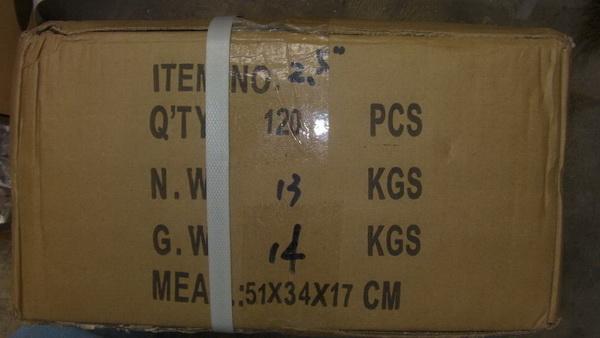 ITEM NO. 2.5"
Q'TY 120 PCS
N.W 13 KGS
G.W 14 KGS
MEA .:51X34X17 CM